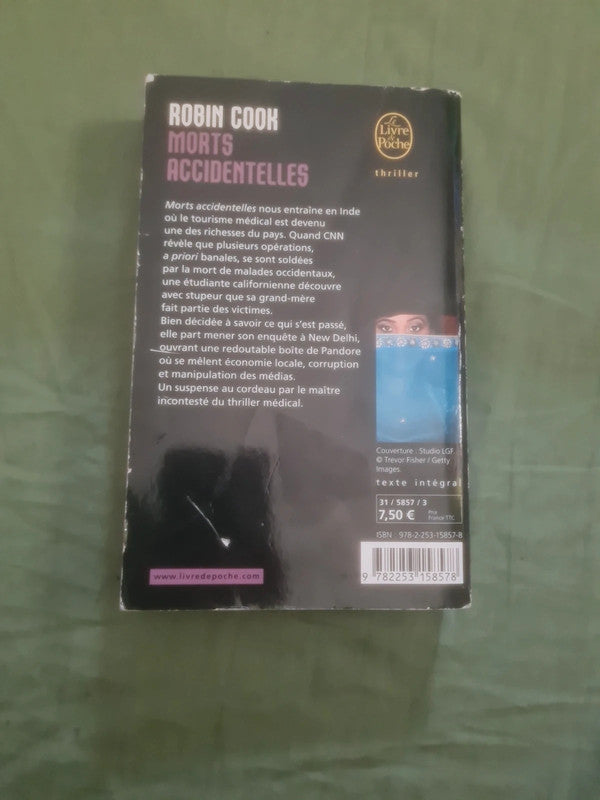 ROBIN COOK
MORTS
ACCIDENTELLES
Le
Livre
de
Poche
thriller
Morts accidentelles nous entraîne en Inde
où le tourisme médical est devenu
une des richesses du pays. Quand CNN
révèle que plusieurs opérations,
a priori banales, se sont soldées
par la mort de malades occidentaux,
une étudiante californienne découvre
avec stupeur que sa grand-mère
fait partie des victimes.
Bien décidée à savoir ce qui s'est passé,
elle part mener son enquête à New Delhi,
ouvrant une redoutable boîte de Pandore
où se mêlent économie locale, corruption
et manipulation des médias.
Un suspense au cordeau par le maître
incontesté du thriller médical.
Couverture : Studio LGF.
© Trevor Fisher / Getty
Images.
texte intégral
31 / 5857 / 3
7,50 € Prix
France TTC
ISBN 978-2-253-15857-8
9 782253 158578
www.livredepoche.com